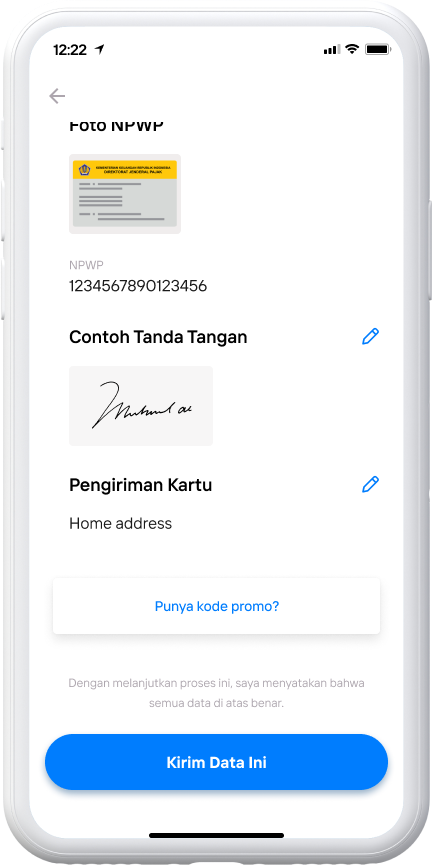 12:22
Foto NPWP
KEMENTERIAN KEUANGAN REPUBLIK INDONESIA
DIREKTORAT JENDERAL PAJAK
NPWP
1234567890123456
Contoh Tanda Tangan
Pengiriman Kartu
Home address
Punya kode promo?
Dengan melanjutkan proses ini, saya menyatakan bahwa
semua data di atas benar.
Kirim Data Ini